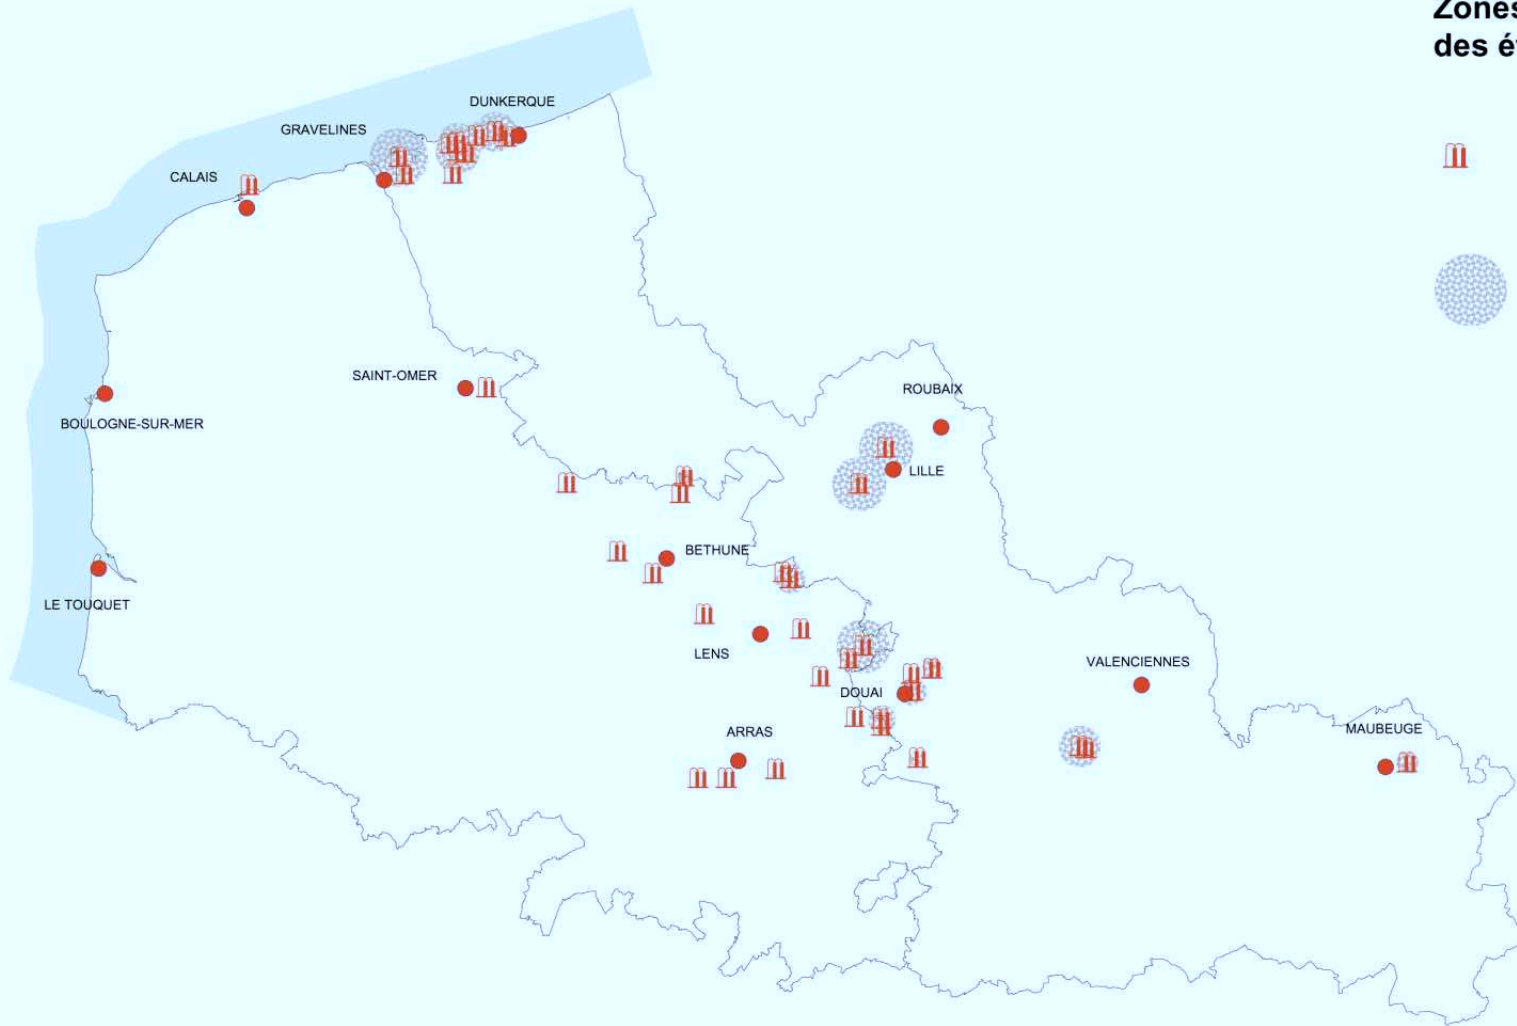 Zones
DUNKERQUE
des é
GRAVELINES
CALAIS
SAINT-OMER
ROUBAIX
BOULOGNE-SUR-MER
LILLE
BETHUNE
LE TOUQUET
LENS
VALENCIENNES
DOUAI
ARRAS
MAUBEUGE